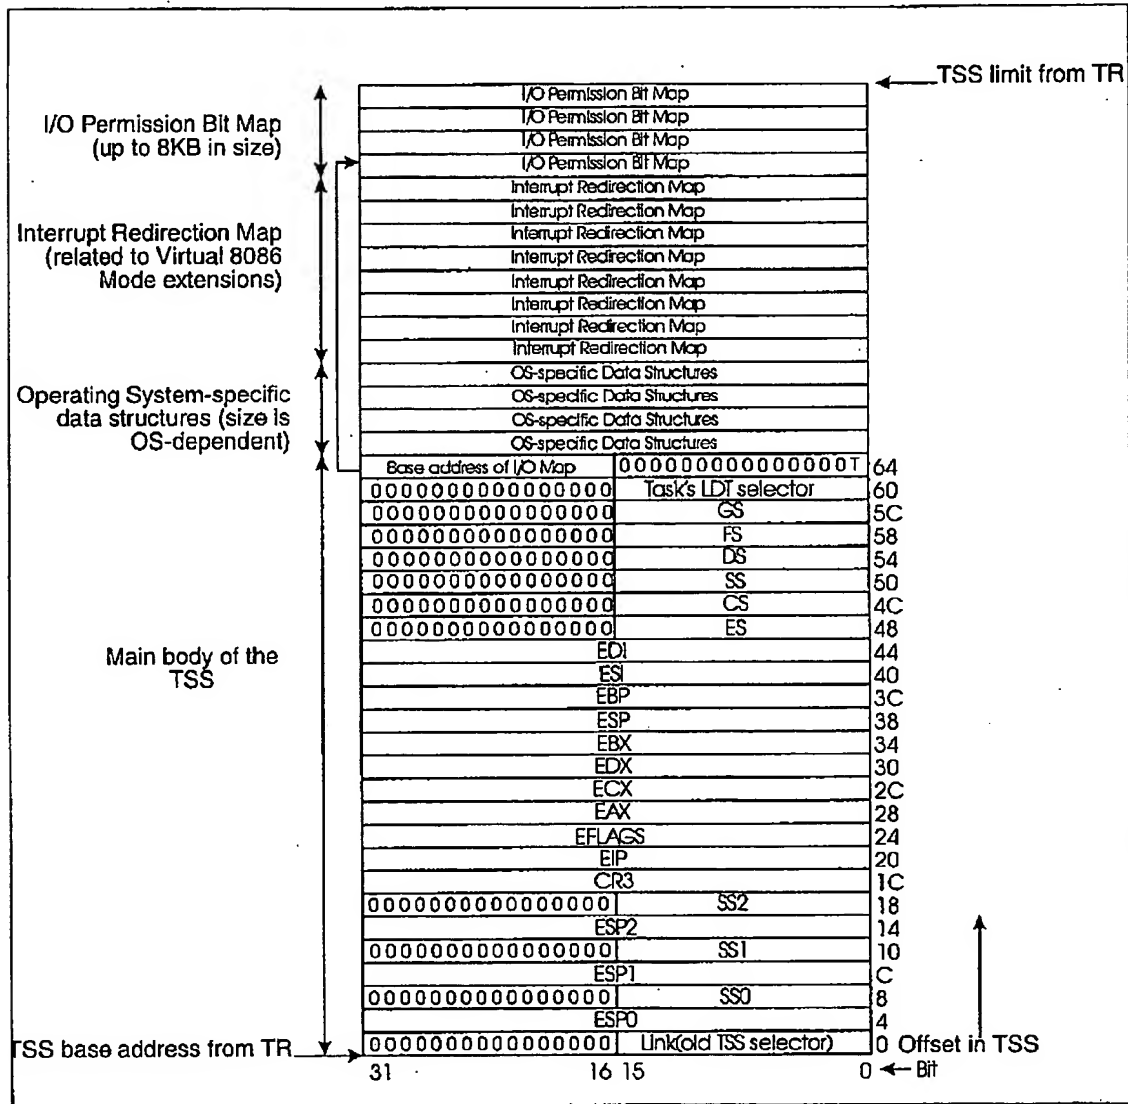 TSS limit from TR
I/O Permission Bit Map
I/O Permission Bit Map
I/O Permission Bit Map
I/O Permission Bit Map
I/O Permission Bit Map
(up to 8KB in size)
Interrupt Redirection Map
Interrupt Redirection Map
Interrupt Redirection Map
Interrupt Redirection Map
Interrupt Redirection Map
Interrupt Redirection Map
Interrupt Redirection Map
Interrupt Redirection Map
Interrupt Redirection Map
(related to Virtual 8086
Mode extensions)
OS-specific Data Structures
OS-specific Data Structures
OS-specific Data Structures
OS-specific Data Structures
Operating System-specific
data structures (size is
OS-dependent)
Base address of I/O Map 000000000000000T 64
0000000000000000 Task's LDT selector 60
0000000000000000 GS 5C
0000000000000000 FS 58
0000000000000000 DS 54
0000000000000000 SS 50
0000000000000000 CS 4C
0000000000000000 ES 48
EDI 44
ESI 40
EBP 3C
ESP 38
EBX 34
EDX 30
ECX 2C
EAX 28
EFLAGS 24
EIP 20
CR3 1C
0000000000000000 SS2 18
ESP2 14
0000000000000000 SS1 10
ESP1 C
0000000000000000 SS0 8
ESP0 4
0000000000000000 Link(old TSS selector) 0 Offset in TSS
Main body of the
TSS
TSS base address from TR
31 16 15 0 Bit